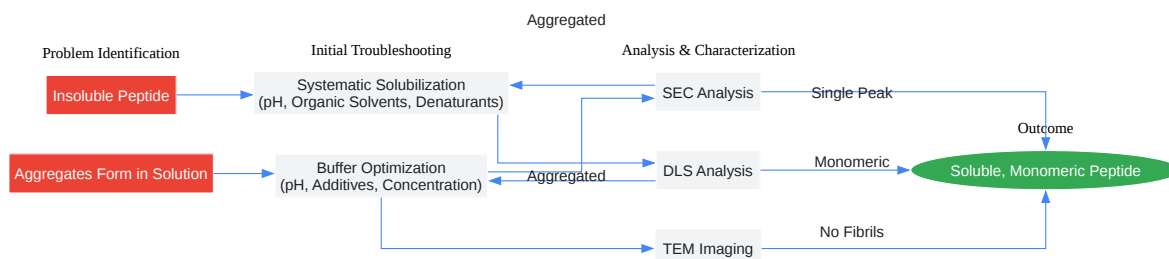 Aggregated
Problem Identification
Initial Troubleshooting
Analysis & Characterization
Insoluble Peptide
Systematic Solubilization
(pH, Organic Solvents, Denaturants)
SEC Analysis
Single Peak
Outcome
Aggregates Form in Solution
Buffer Optimization
(pH, Additives, Concentration)
Aggregated
DLS Analysis
Monomeric
Soluble, Monomeric Peptide
TEM Imaging
No Fibrils